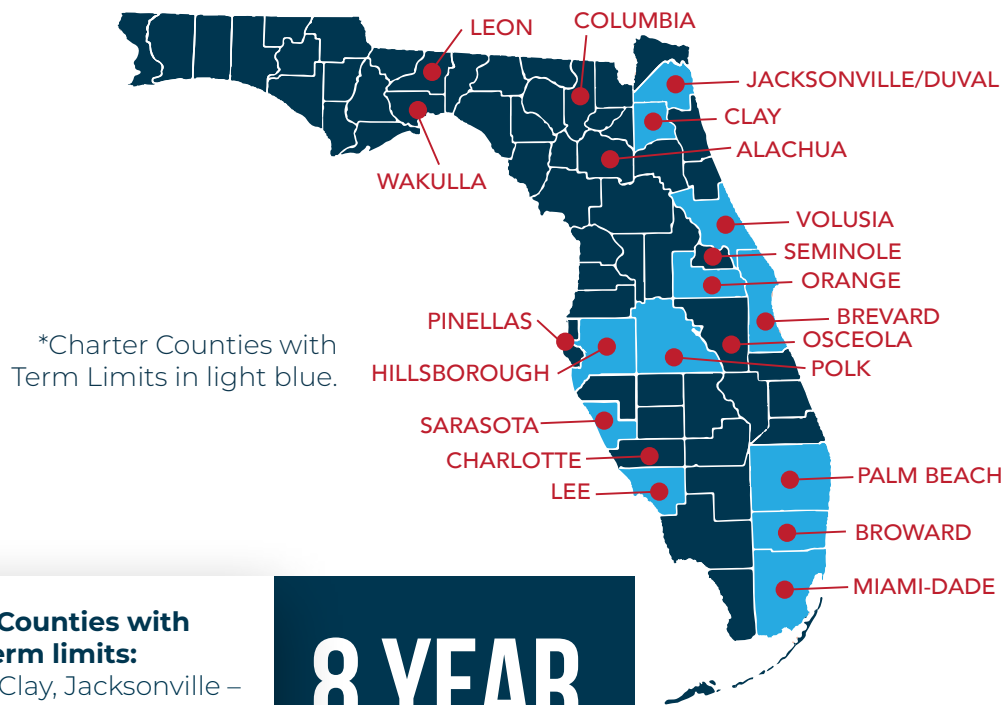 LEON
COLUMBIA
JACKSONVILLE/DUVAL
CLAY
ALACHUA
WAKULLA
VOLUSIA
SEMINOLE
ORANGE
PINELLAS
BREVARD
OSCEOLA
*Charter Counties with
Term Limits in light blue.
HILLSBOROUGH
POLK
SARASOTA
CHARLOTTE
LEE
PALM BEACH
BROWARD
MIAMI-DADE
Counties with
term limits:
Clay, Jacksonville –
8 YEAR